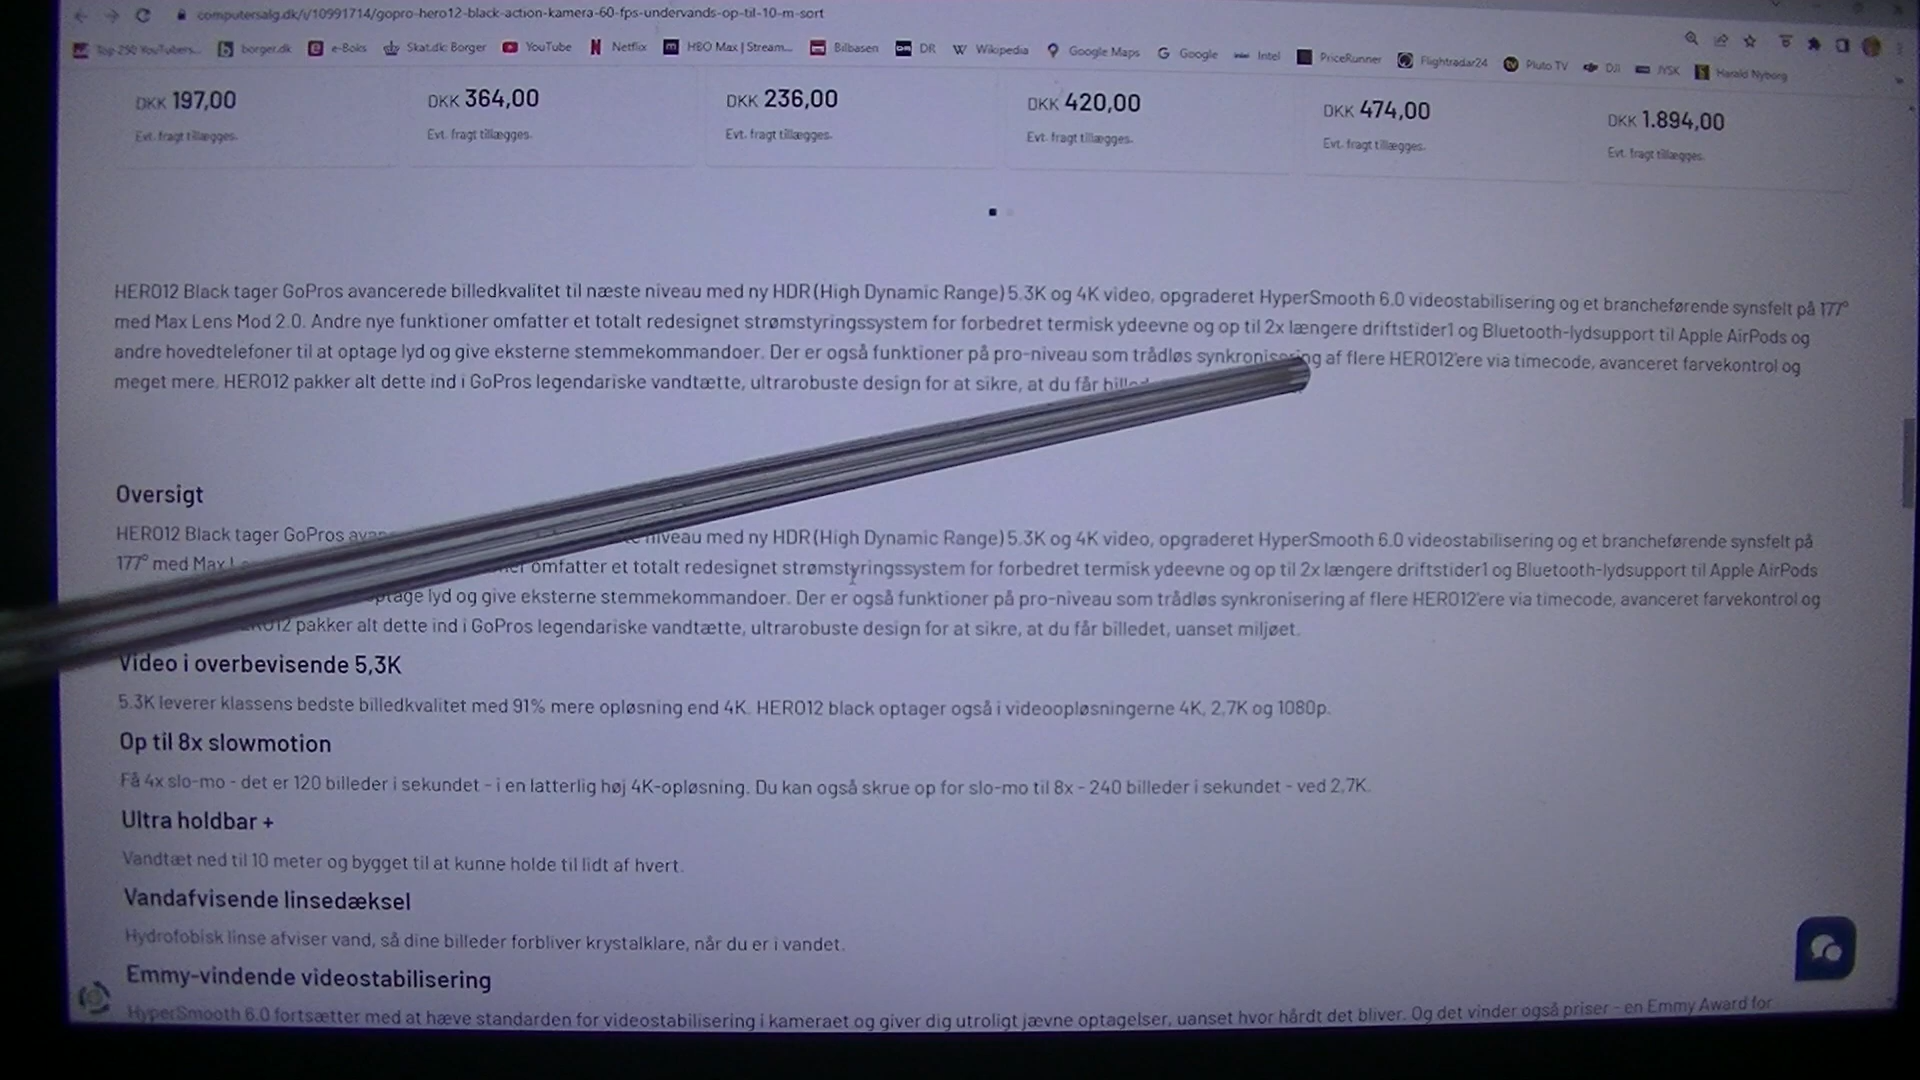 computersalg.dk/i/10991714/gopro-hero12-black-action-kamera-60-fps-undervands-op-til-10-m-sort
Top 250 YouTubers... borger.dk e-Boks Skat.dk: Borger YouTube Netflix HBO Max | Stream... Bilbasen DR Wikipedia Google Maps Google Intel PriceRunner Flightradar24 Pluto TV DJI JYSK Harald Nyborg
DKK 197,00 DKK 364,00 DKK 236,00 DKK 420,00 DKK 474,00 DKK 1.894,00
Evt. fragt tillægges. Evt. fragt tillægges. Evt. fragt tillægges. Evt. fragt tillægges. Evt. fragt tillægges. Evt. fragt tillægges.
HERO12 Black tager GoPros avancerede billedkvalitet til næste niveau med ny HDR (High Dynamic Range) 5.3K og 4K video, opgraderet HyperSmooth 6.0 videostabilisering og et brancheførende synsfelt på 177°
med Max Lens Mod 2.0. Andre nye funktioner omfatter et totalt redesignet strømstyringssystem for forbedret termisk ydeevne og op til 2x længere driftstider1 og Bluetooth-lydsupport til Apple AirPods og
andre hovedtelefoner til at optage lyd og give eksterne stemmekommandoer. Der er også funktioner på pro-niveau som trådløs synkronisering af flere HERO12'ere via timecode, avanceret farvekontrol og
meget mere. HERO12 pakker alt dette ind i GoPros legendariske vandtætte, ultrarobuste design for at sikre, at du får
Oversigt
HERO12 Black tager GoPros niveau med ny HDR (High Dynamic Range) 5.3K og 4K video, opgraderet HyperSmooth 6.0 videostabilisering og et brancheførende synsfelt på
177° med Max omfatter et totalt redesignet strømstyringssystem for forbedret termisk ydeevne og op til 2x længere driftstider1 og Bluetooth-lydsupport til Apple AirPods
optage lyd og give eksterne stemmekommandoer. Der er også funktioner på pro-niveau som trådløs synkronisering af flere HERO12'ere via timecode, avanceret farvekontrol og
HERO12 pakker alt dette ind i GoPros legendariske vandtætte, ultrarobuste design for at sikre, at du får billedet, uanset miljøet.
Video i overbevisende 5,3K
5.3K leverer klassens bedste billedkvalitet med 91% mere opløsning end 4K. HERO12 black optager også i videoopløsningerne 4K, 2,7K og 1080p.
Op til 8x slowmotion
Få 4x slo-mo - det er 120 billeder i sekundet - i en latterlig høj 4K-opløsning. Du kan også skrue op for slo-mo til 8x - 240 billeder i sekundet - ved 2,7K.
Ultra holdbar +
Vandtæt ned til 10 meter og bygget til at kunne holde til lidt af hvert.
Vandafvisende linsedæksel
Hydrofobisk linse afviser vand, så dine billeder forbliver krystalklare, når du er i vandet.
Emmy-vindende videostabilisering
HyperSmooth 6.0 fortsætter med at hæve standarden for videostabilisering i kameraet og giver dig utroligt jævne optagelser, uanset hvor hårdt det bliver. Og det vinder også priser - en Emmy Award for